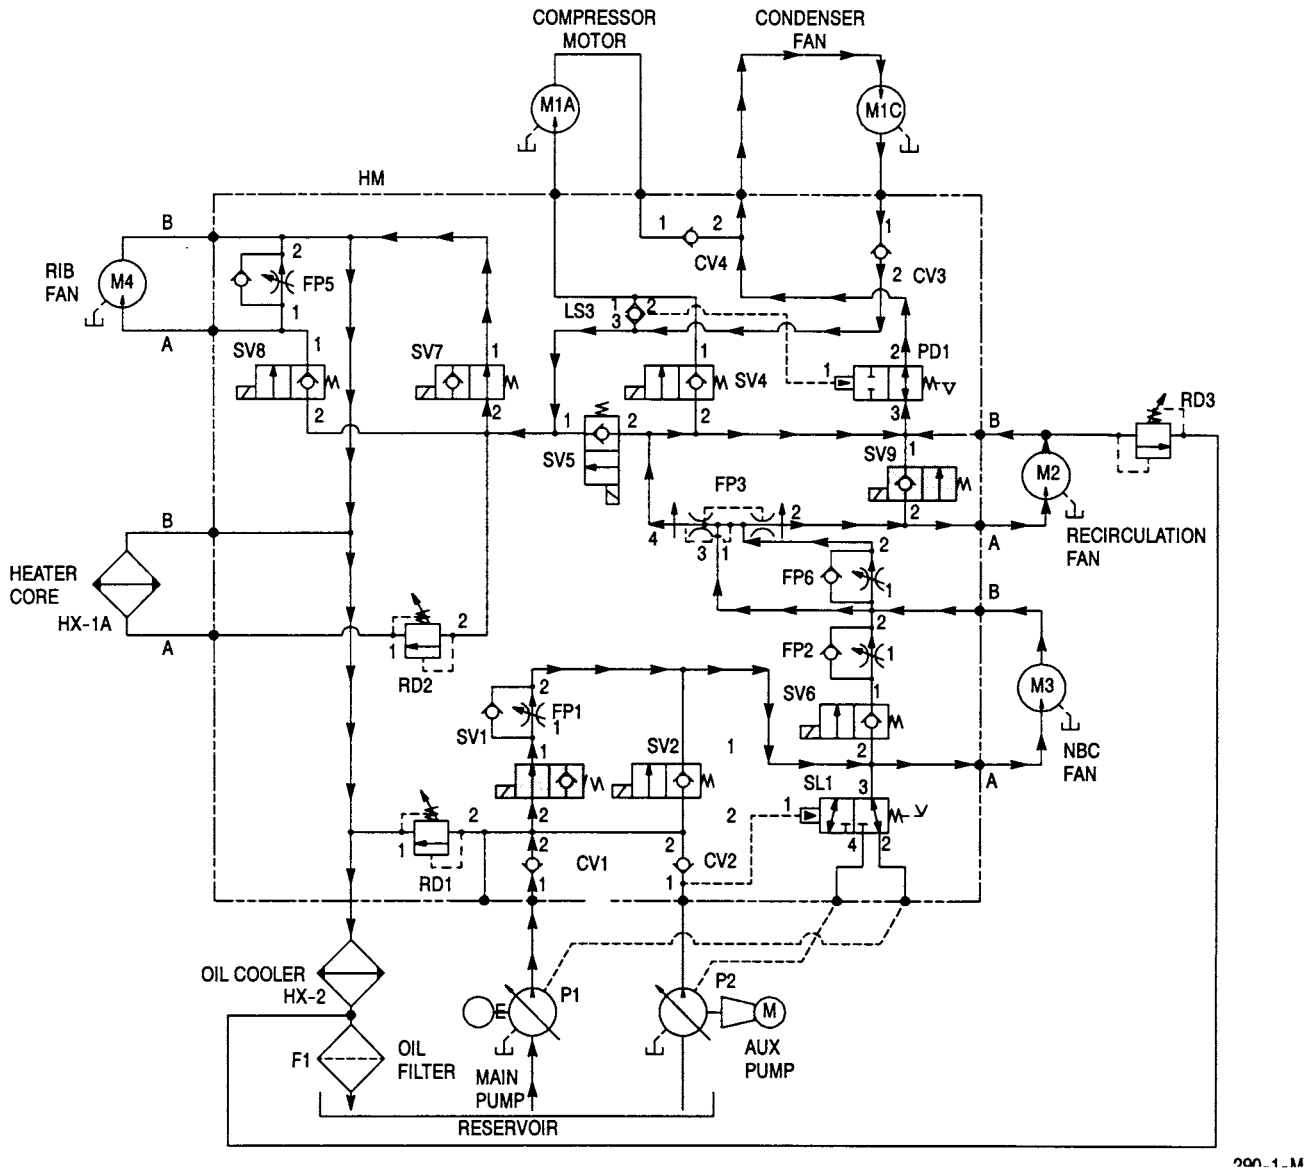 COMPRESSOR
MOTOR
CONDENSER
FAN
M1A
M1C
HM
B
1
2
1
RIB
FAN
M4
2
FP5
CV4
2
CV3
1
LS3
1
2
3
A
SV8
1
SV7
1
1
SV4
1
2
PD1
RD3
2
2
1
2
2
3
B
SV5
SV9
1
M2
FP3
2
2
4
3
1
A
RECIRCULATION
FAN
B
2
FP6
1
B
HEATER
CORE
HX-1A
2
FP2
1
A
1
2
RD2
SV6
1
M3
2
SV1
FP1
1
1
SV2
1
2
NBC
FAN
A
SL1
3
1
2
2
2
4
2
1
2
RD1
2
CV1
1
2
CV2
1
OIL COOLER
HX-2
P1
P2
E
M
F1
OIL
FILTER
MAIN
PUMP
AUX
PUMP
RESERVOIR